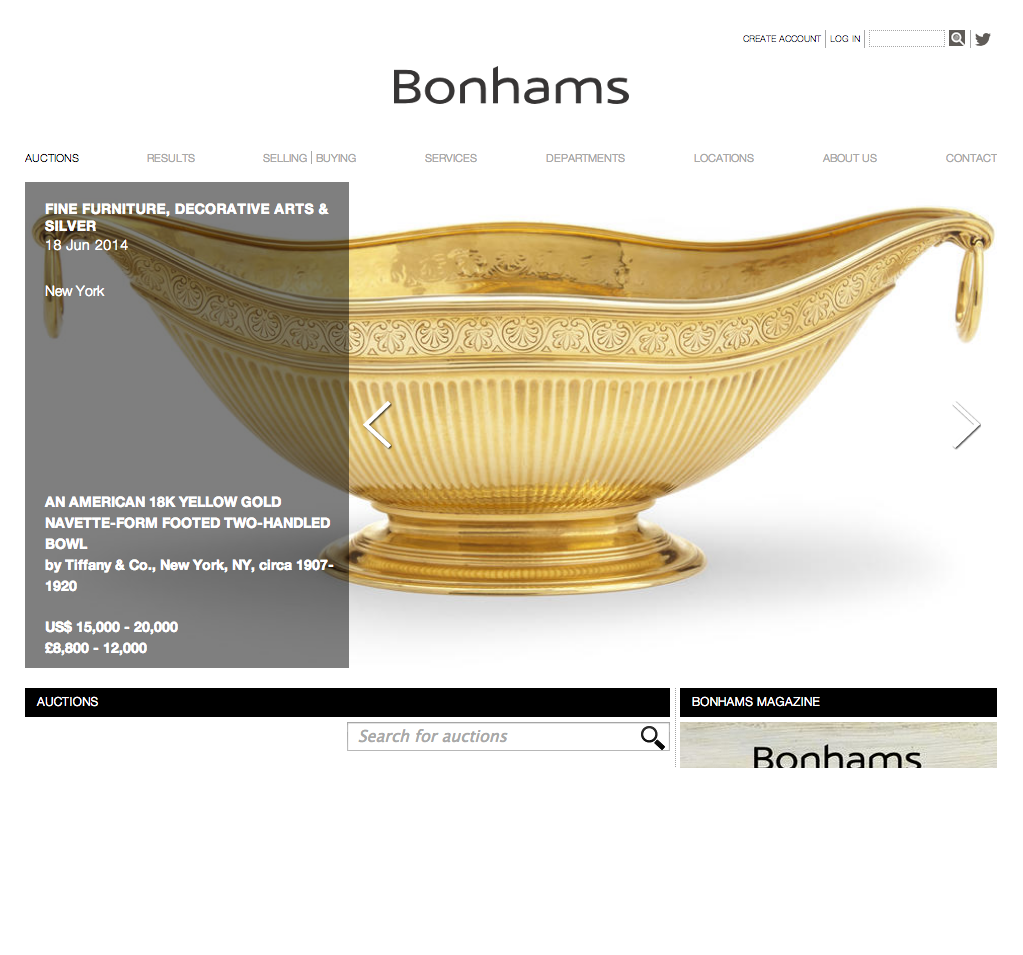 CREATE ACCOUNT
LOG IN
Bonhams
AUCTIONS
RESULTS
SELLING
BUYING
SERVICES
DEPARTMENTS
LOCATIONS
ABOUT US
CONTACT
FINE FURNITURE, DECORATIVE ARTS &
SILVER
18 Jun 2014
New York
AN AMERICAN 18K YELLOW GOLD
NAVETTE-FORM FOOTED TWO-HANDLED
BOWL
by Tiffany & Co., New York, NY, circa 1907-
1920
US$ 15,000 - 20,000
£8,800 - 12,000
AUCTIONS
Search for auctions
BONHAMS MAGAZINE
Bonhams